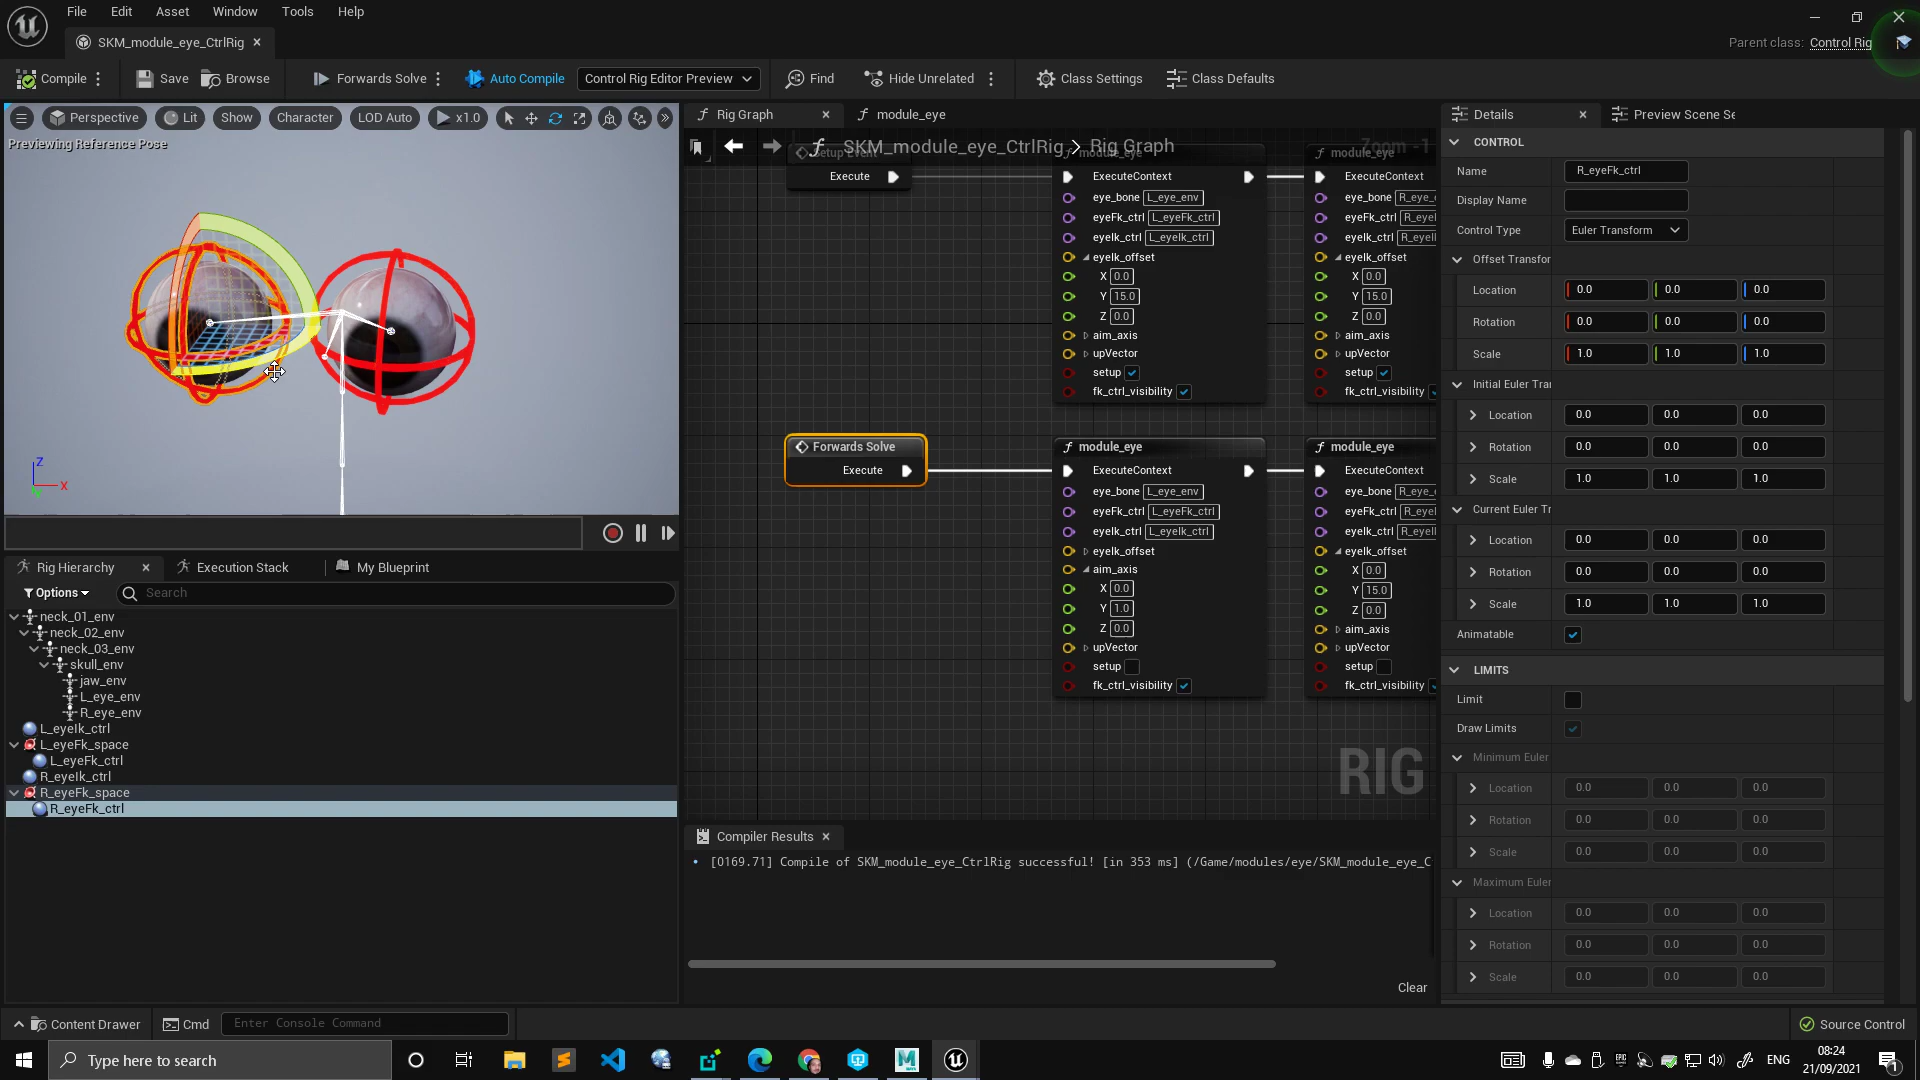 File Edit Asset Window Tools Help
SKM_module_eye_CtrlRig
Parent class: Control Rig
Compile Save Browse Forwards Solve Auto Compile Control Rig Editor Preview Find Hide Unrelated Class Settings Class Defaults
Perspective Lit Show Character LOD Auto x1.0
Previewing Reference Pose
Z
X
Rig Graph module_eye
SKM_module_eye_CtrlRig > Rig Graph
Zoom -1
Setup Event
Execute
module_eye
ExecuteContext
eye_bone L_eye_env
eyeFk_ctrl L_eyeFk_ctrl
eyeIk_ctrl L_eyeIk_ctrl
eyeIk_offset
X 0.0
Y 15.0
Z 0.0
aim_axis
upVector
setup
fk_ctrl_visibility
module_eye
ExecuteContext
eye_bone R_eye_e
eyeFk_ctrl R_eyeF
eyeIk_ctrl R_eyeI
eyeIk_offset
X 0.0
Y 15.0
Z 0.0
aim_axis
upVector
setup
fk_ctrl_visibility
Forwards Solve
Execute
module_eye
ExecuteContext
eye_bone L_eye_env
eyeFk_ctrl L_eyeFk_ctrl
eyeIk_ctrl L_eyeIk_ctrl
eyeIk_offset
aim_axis
X 0.0
Y 1.0
Z 0.0
upVector
setup
fk_ctrl_visibility
module_eye
ExecuteContext
eye_bone R_eye_e
eyeFk_ctrl R_eyeF
eyeIk_ctrl R_eyeI
eyeIk_offset
X 0.0
Y 15.0
Z 0.0
aim_axis
upVector
setup
fk_ctrl_visibility
RIG
Rig Hierarchy Execution Stack My Blueprint
Options Search
neck_01_env
neck_02_env
neck_03_env
skull_env
jaw_env
L_eye_env
R_eye_env
L_eyeIk_ctrl
L_eyeFk_space
L_eyeFk_ctrl
R_eyeIk_ctrl
R_eyeFk_space
R_eyeFk_ctrl
Compiler Results
[0169.71] Compile of SKM_module_eye_CtrlRig successful! [in 353 ms] (/Game/modules/eye/SKM_module_eye_C
Clear
Details Preview Scene Se
CONTROL
Name R_eyeFk_ctrl
Display Name
Control Type Euler Transform
Offset Transfor
Location 0.0 0.0 0.0
Rotation 0.0 0.0 0.0
Scale 1.0 1.0 1.0
Initial Euler Tra
Location 0.0 0.0 0.0
Rotation 0.0 0.0 0.0
Scale 1.0 1.0 1.0
Current Euler Tr
Location 0.0 0.0 0.0
Rotation 0.0 0.0 0.0
Scale 1.0 1.0 1.0
Animatable
LIMITS
Limit
Draw Limits
Minimum Euler
Location 0.0 0.0 0.0
Rotation 0.0 0.0 0.0
Scale 0.0 0.0 0.0
Maximum Euler
Location 0.0 0.0 0.0
Rotation 0.0 0.0 0.0
Scale 0.0 0.0 0.0
Content Drawer Cmd Enter Console Command
Source Control
Type here to search
ENG
08:24
21/09/2021
1